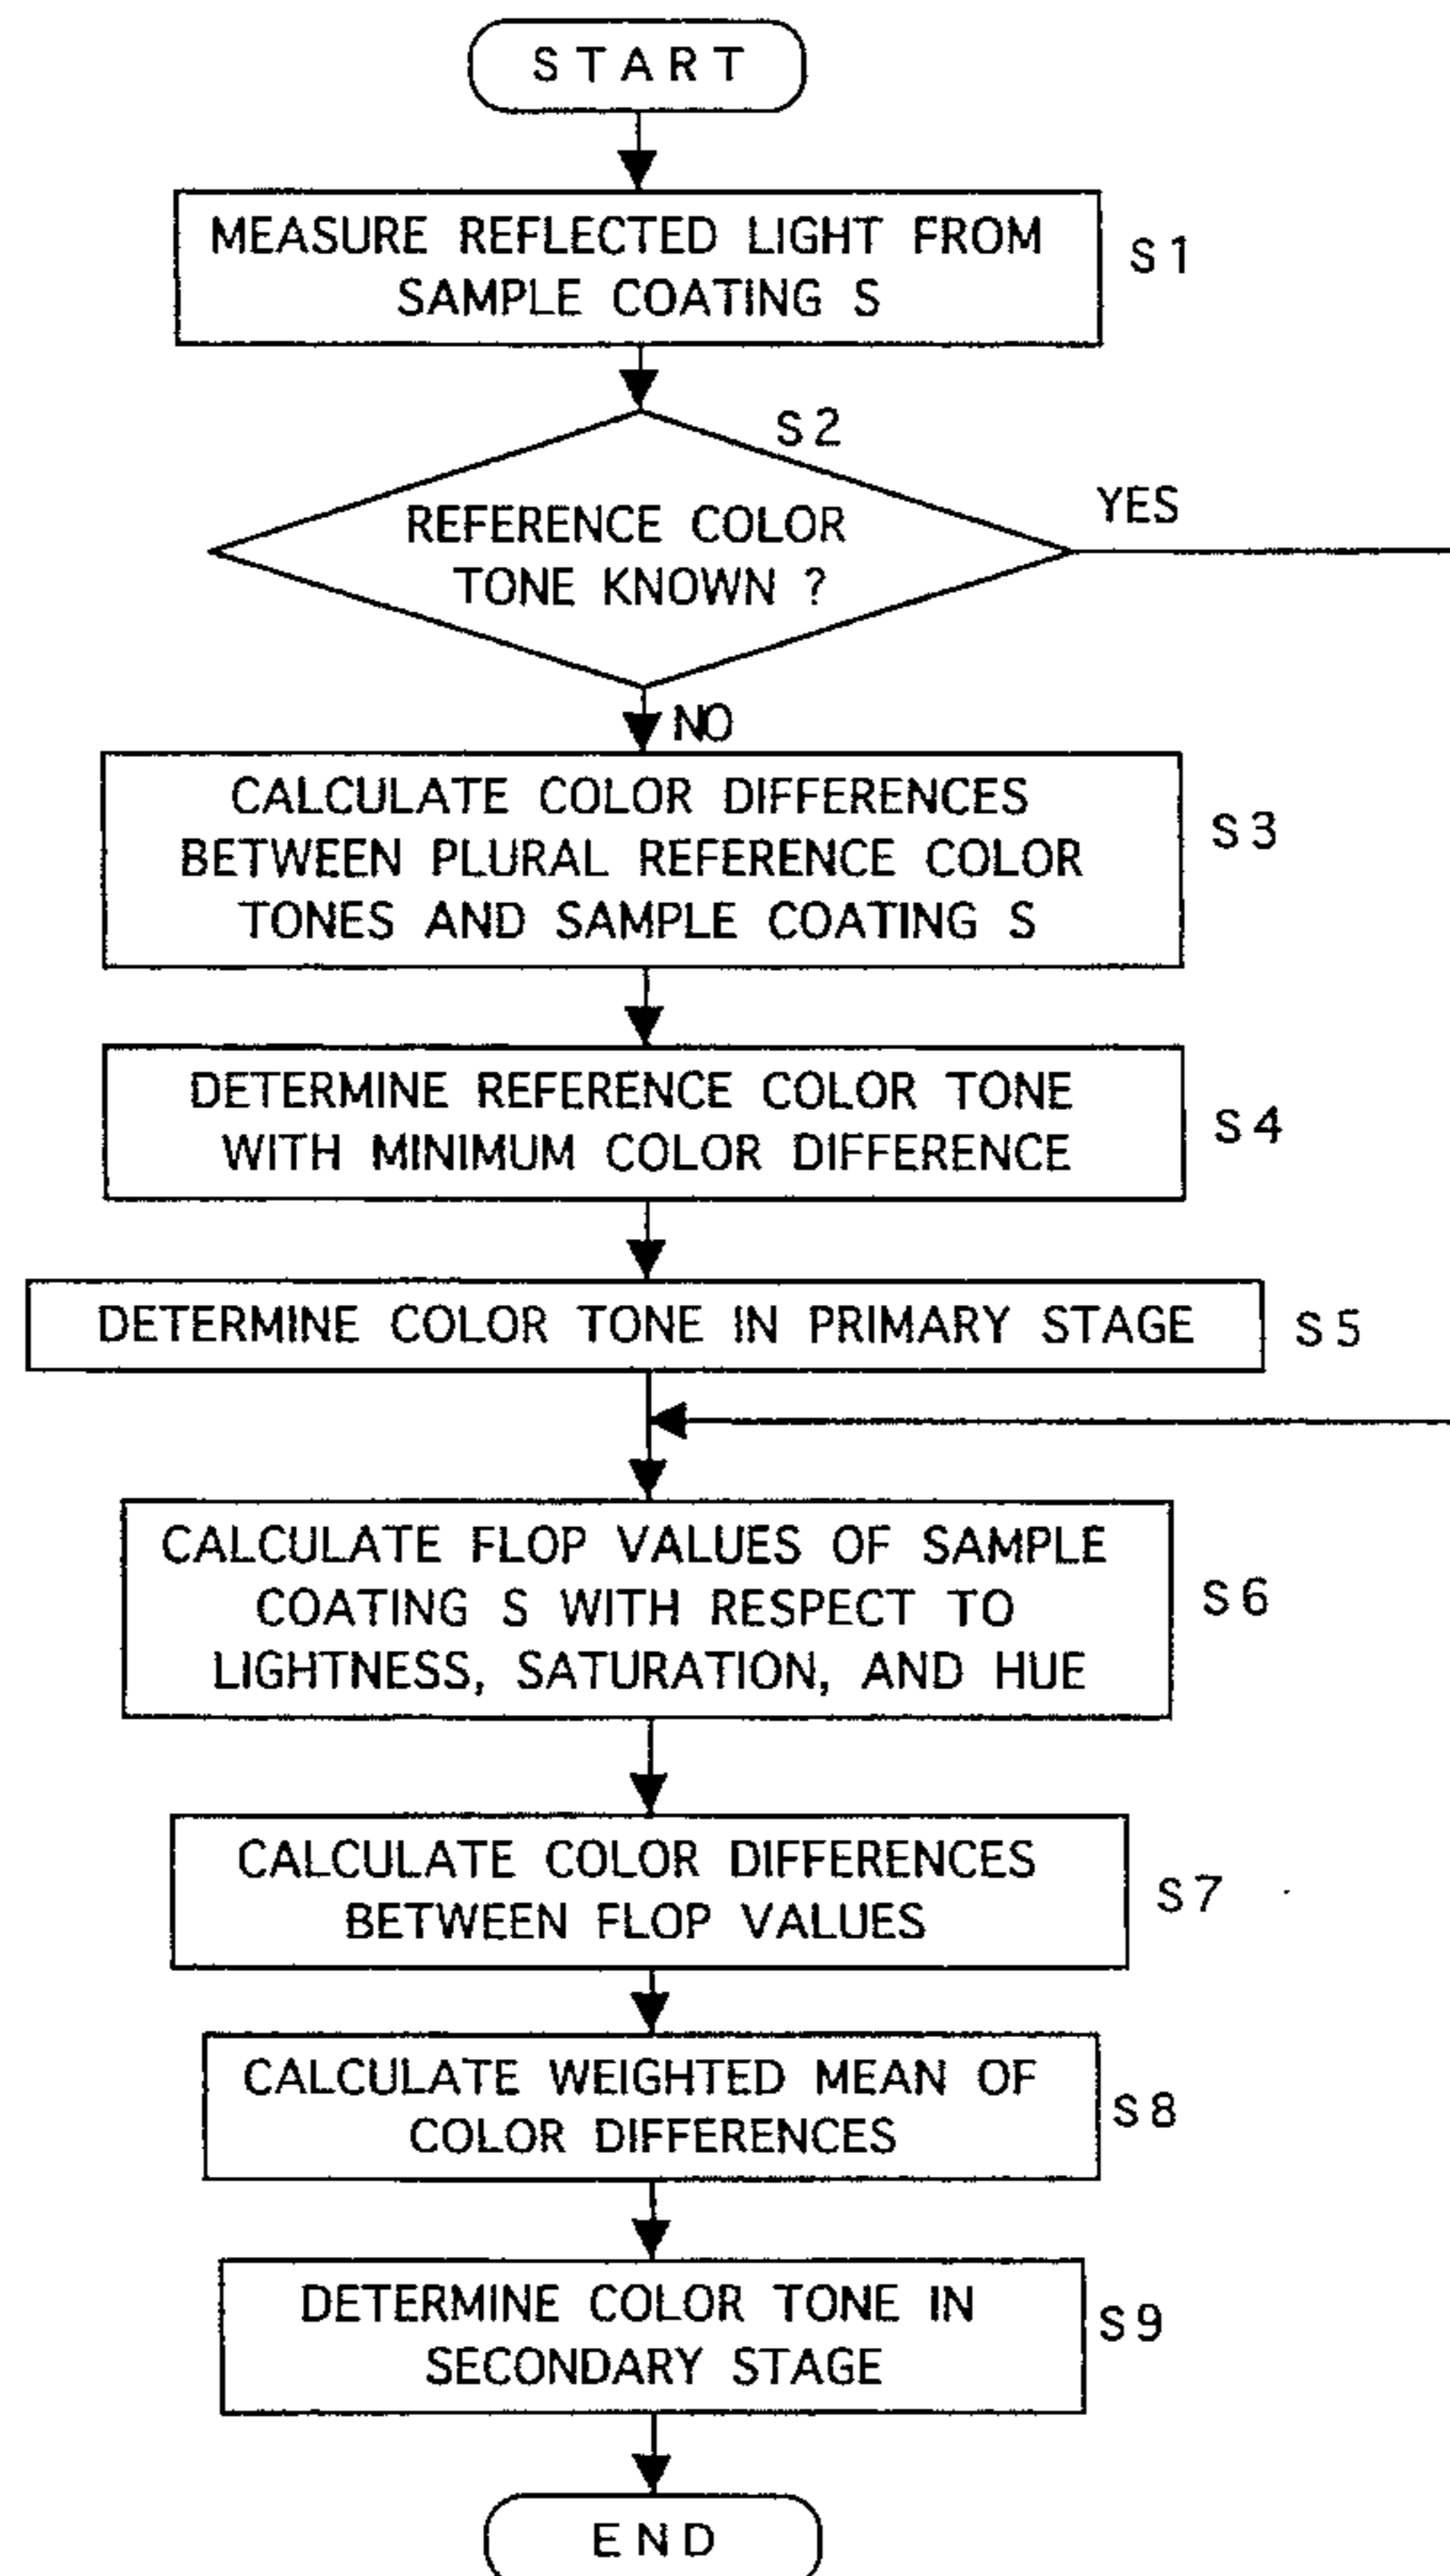 START
MEASURE REFLECTED LIGHT FROM
SAMPLE COATING S
S1
S2
REFERENCE COLOR
TONE KNOWN ?
YES
NO
CALCULATE COLOR DIFFERENCES
BETWEEN PLURAL REFERENCE COLOR
TONES AND SAMPLE COATING S
S3
DETERMINE REFERENCE COLOR TONE
WITH MINIMUM COLOR DIFFERENCE
S4
DETERMINE COLOR TONE IN PRIMARY STAGE
S5
CALCULATE FLOP VALUES OF SAMPLE
COATING S WITH RESPECT TO
LIGHTNESS, SATURATION, AND HUE
S6
CALCULATE COLOR DIFFERENCES
BETWEEN FLOP VALUES
S7
CALCULATE WEIGHTED MEAN OF
COLOR DIFFERENCES
S8
DETERMINE COLOR TONE IN
SECONDARY STAGE
S9
END